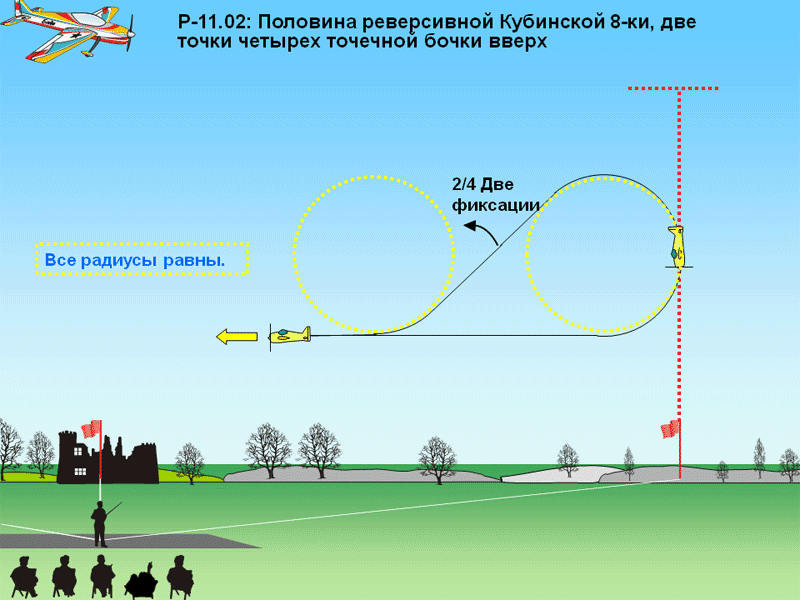 Р-11.02: Половина реверсивной Кубинской 8-ки, две
точки четырех точечной бочки вверх
2/4 Две
фиксации
Все радиусы равны.